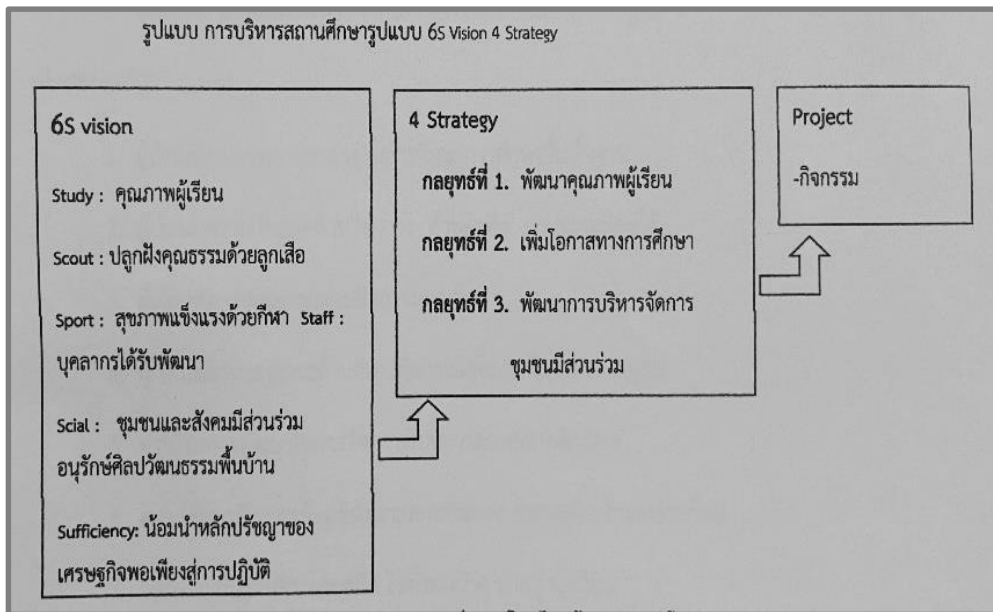 รูปแบบ การบริหารสถานศึกษารูปแบบ 6S Vision 4 Strategy
6S vision
Study : คุณภาพผู้เรียน
Scout : ปลูกฝังคุณธรรมด้วยลูกเสือ
Sport : สุขภาพแข็งแรงด้วยกีฬา Staff :
บุคลากรได้รับพัฒนา
Scial : ชุมชนและสังคมมีส่วนร่วม
อนุรักษ์ศิลปวัฒนธรรมพื้นบ้าน
Sufficiency: น้อมนำหลักปรัชญาของ
เศรษฐกิจพอเพียงสู่การปฏิบัติ
4 Strategy
กลยุทธ์ที่ 1. พัฒนาคุณภาพผู้เรียน
กลยุทธ์ที่ 2. เพิ่มโอกาสทางการศึกษา
กลยุทธ์ที่ 3. พัฒนาการบริหารจัดการ
ชุมชนมีส่วนร่วม
Project
-กิจกรรม